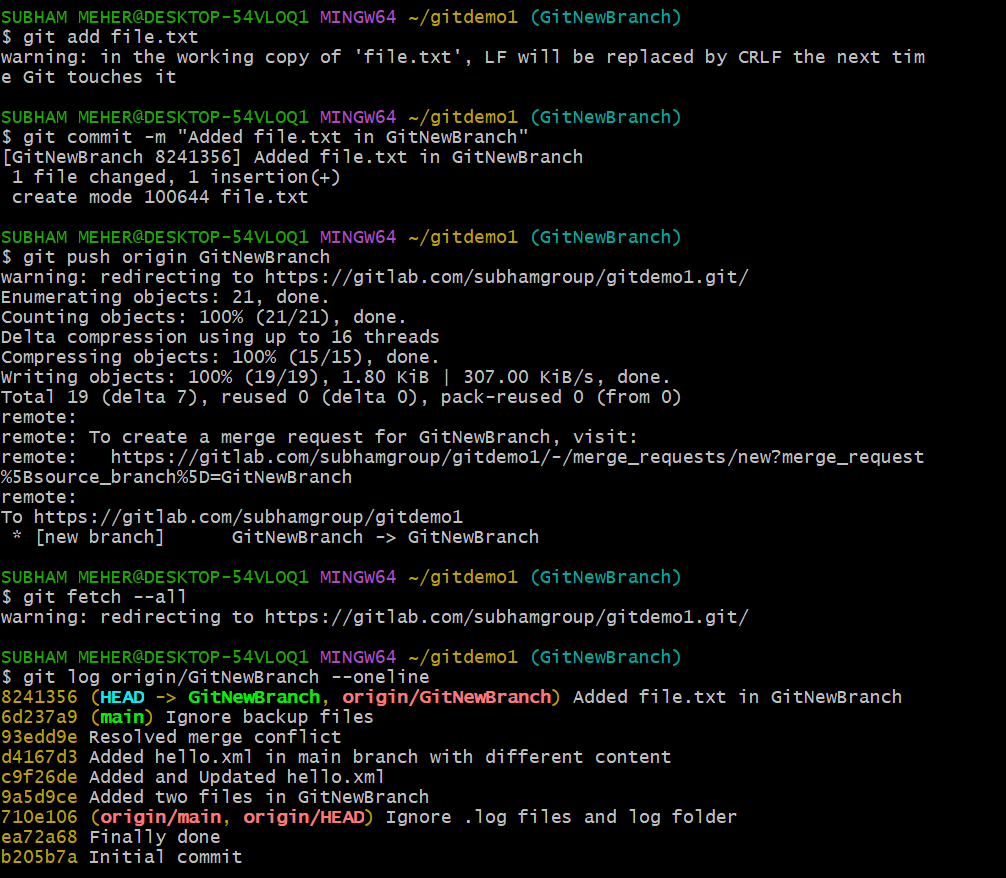 SUBHAM MEHER@DESKTOP-54VLOQ1 MINGW64 ~/gitdemo1 (GitNewBranch)
$ git add file.txt
warning: in the working copy of 'file.txt', LF will be replaced by CRLF the next tim
e Git touches it
SUBHAM MEHER@DESKTOP-54VLOQ1 MINGW64 ~/gitdemo1 (GitNewBranch)
$ git commit -m "Added file.txt in GitNewBranch"
[GitNewBranch 8241356] Added file.txt in GitNewBranch
 1 file changed, 1 insertion(+)
 create mode 100644 file.txt
SUBHAM MEHER@DESKTOP-54VLOQ1 MINGW64 ~/gitdemo1 (GitNewBranch)
$ git push origin GitNewBranch
warning: redirecting to https://gitlab.com/subhamgroup/gitdemo1.git/
Enumerating objects: 21, done.
Counting objects: 100% (21/21), done.
Delta compression using up to 16 threads
Compressing objects: 100% (15/15), done.
Writing objects: 100% (19/19), 1.80 KiB | 307.00 KiB/s, done.
Total 19 (delta 7), reused 0 (delta 0), pack-reused 0 (from 0)
remote:
remote: To create a merge request for GitNewBranch, visit:
remote:   https://gitlab.com/subhamgroup/gitdemo1/-/merge_requests/new?merge_request
%5Bsource_branch%5D=GitNewBranch
remote:
To https://gitlab.com/subhamgroup/gitdemo1
 * [new branch]      GitNewBranch -> GitNewBranch
SUBHAM MEHER@DESKTOP-54VLOQ1 MINGW64 ~/gitdemo1 (GitNewBranch)
$ git fetch --all
warning: redirecting to https://gitlab.com/subhamgroup/gitdemo1.git/
SUBHAM MEHER@DESKTOP-54VLOQ1 MINGW64 ~/gitdemo1 (GitNewBranch)
$ git log origin/GitNewBranch --oneline
8241356 (HEAD -> GitNewBranch, origin/GitNewBranch) Added file.txt in GitNewBranch
6d237a9 (main) Ignore backup files
93edd9e Resolved merge conflict
d4167d3 Added hello.xml in main branch with different content
c9f26de Added and Updated hello.xml
9a5d9ce Added two files in GitNewBranch
710e106 (origin/main, origin/HEAD) Ignore .log files and log folder
ea72a68 Finally done
b205b7a Initial commit